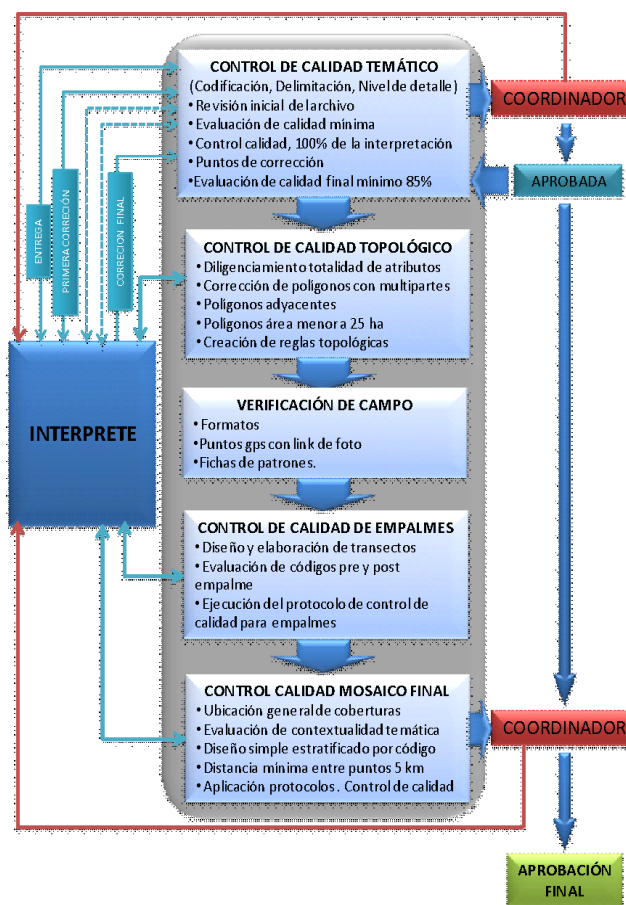 CONTROL DE CALIDAD TEMÁTICO
(Codificación, Delimitación, Nivel de detalle)
• Revisión inicial del archivo
• Evaluación de calidad mínima
• Control calidad, 100% de la interpretación
• Puntos de corrección
• Evaluación de calidad final mínimo 85%
COORDINADOR
APROBADA
ENTREGA
PRIMERA CORRECIÓN
CORRECION FINAL
CONTROL DE CALIDAD TOPOLÓGICO
• Diligenciamiento totalidad de atributos
• Corrección de polígonos con multipartes
• Polígonos adyacentes
• Polígonos área menor a 25 ha
• Creación de reglas topológicas
INTERPRETE
VERIFICACIÓN DE CAMPO
• Formatos
• Puntos gps con link de foto
• Fichas de patrones.
CONTROL DE CALIDAD DE EMPALMES
• Diseño y elaboración de transectos
• Evaluación de códigos pre y post
empalme
• Ejecución del protocolo de control de
calidad para empalmes
CONTROL CALIDAD MOSAICO FINAL
• Ubicación general de coberturas
• Evaluación de contextualidad temática
• Diseño simple estratificado por código
• Distancia mínima entre puntos 5 km
• Aplicación protocolos. Control de calidad
COORDINADOR
APROBACIÓN
FINAL